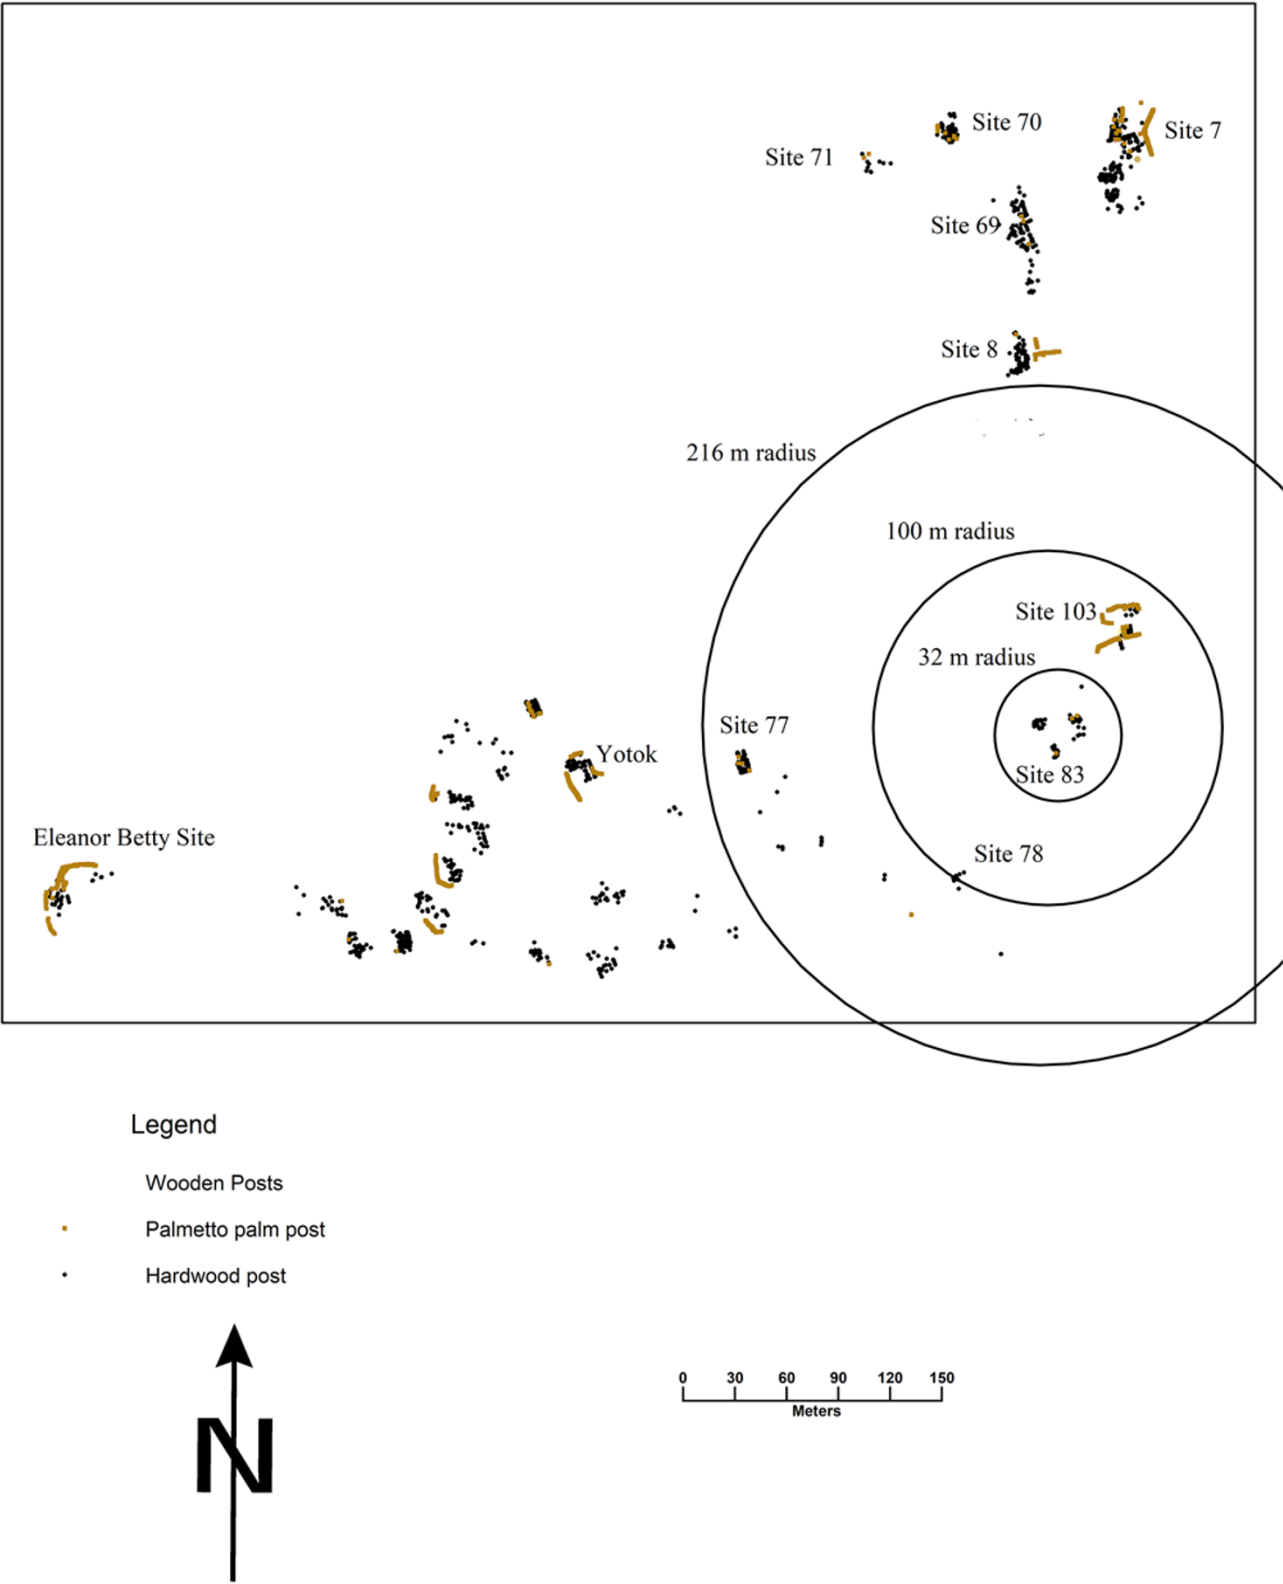 Site 70
Site 7
Site 71
Site 69
Site 8
216 m radius
100 m radius
Site 103
32 m radius
Site 77
Yotok
Site 83
Eleanor Betty Site
Site 78
Legend
Wooden Posts
Palmetto palm post
Hardwood post
N
0 30 60 90 120 150
Meters